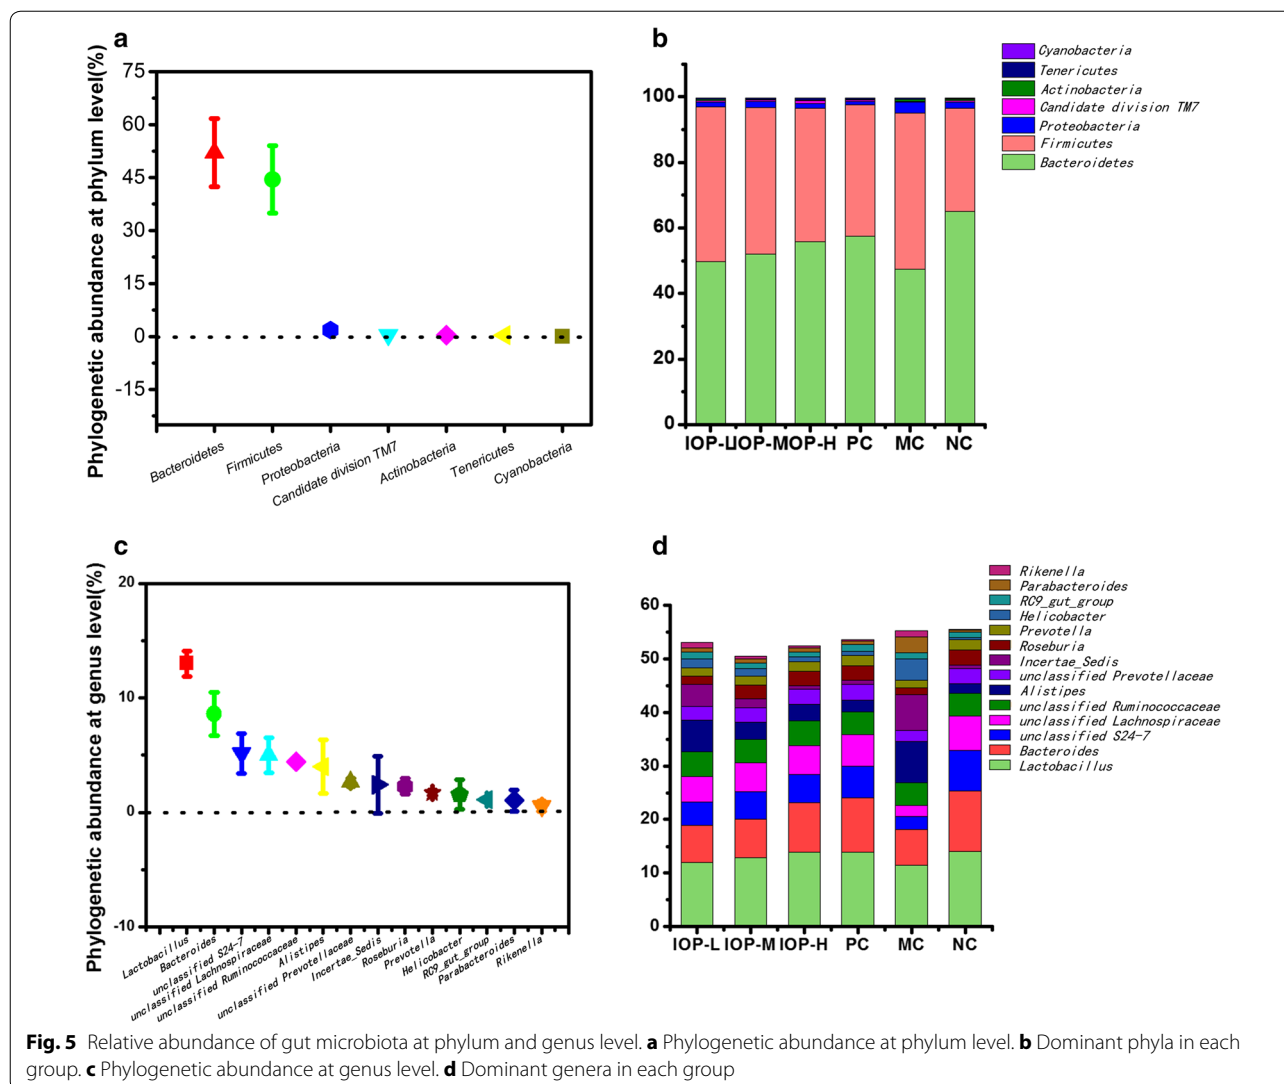 a
Phylogenetic abundance at phylum level(%)
75
60
45
30
15
0
-15
Bacteroidetes
Firmicutes
Proteobacteria
Candidate division TM7
Actinobacteria
Tenericutes
Cyanobacteria
b
100
80
60
40
20
0
IOP-L IOP-M IOP-H PC MC NC
Cyanobacteria
Tenericutes
Actinobacteria
Candidate division TM7
Proteobacteria
Firmicutes
Bacteroidetes
c
Phylogenetic abundance at genus level(%)
20
10
0
-10
Lactobacillus
Bacteroides
unclassified S24-7
unclassified Lachnospiraceae
unclassified Ruminococcaceae
Alistipes
unclassified Prevotellaceae
Incertae_Sedis
Roseburia
Prevotella
Helicobacter
RC9_gut_group
Parabacteroides
Rikenella
d
60
50
40
30
20
10
0
IOP-L IOP-M IOP-H PC MC NC
Rikenella
Parabacteroides
RC9_gut_group
Helicobacter
Prevotella
Roseburia
Incertae_Sedis
unclassified Prevotellaceae
Alistipes
unclassified Ruminococcaceae
unclassified Lachnospiraceae
unclassified S24-7
Bacteroides
Lactobacillus
Fig. 5 Relative abundance of gut microbiota at phylum and genus level. a Phylogenetic abundance at phylum level. b Dominant phyla in each
group. c Phylogenetic abundance at genus level. d Dominant genera in each group